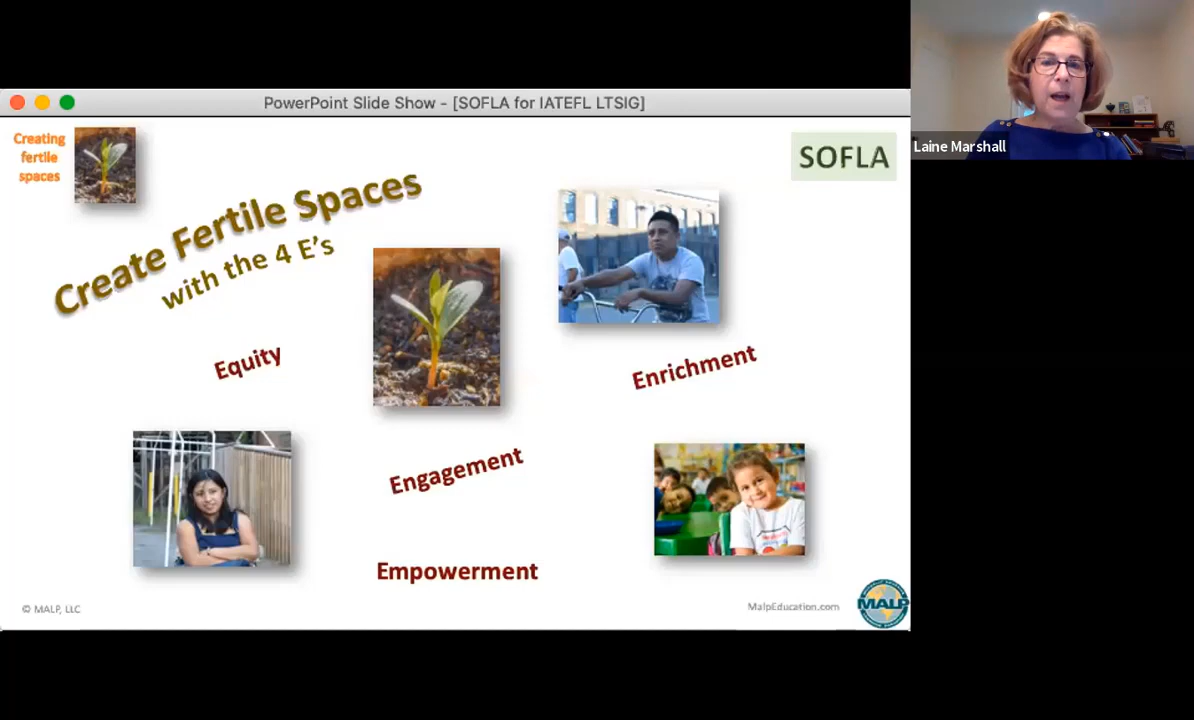 PowerPoint Slide Show - [SOFLA for IATEFL LTSIG]
Laine Marshall
Creating
fertile
spaces
SOFLA
Create Fertile Spaces
with the 4 E's
Equity
Enrichment
Engagement
Empowerment
© MALP, LLC
MalpEducation.com
MALP